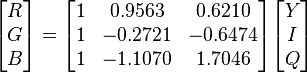 [R G B] = [1 0.9563 0.6210; 1 −0.2721 −0.6474; 1 −1.1070 1.7046] [Y I Q]